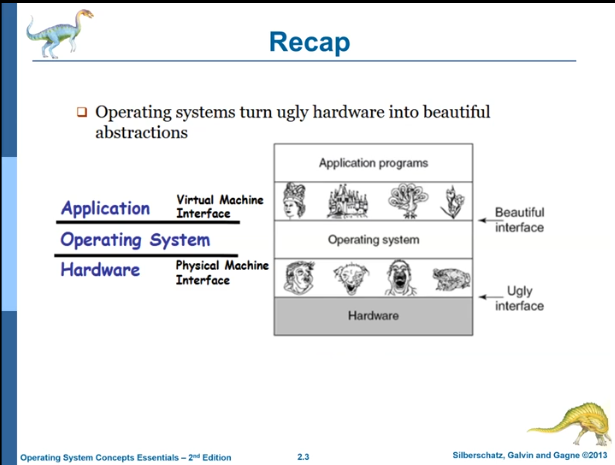 Recap
Operating systems turn ugly hardware into beautiful
abstractions
Application
Virtual Machine
Interface
Operating System
Hardware
Physical Machine
Interface
Application programs
Operating system
Hardware
Beautiful
interface
Ugly
interface
Operating System Concepts Essentials – 2nd Edition
2.3
Silberschatz, Galvin and Gagne ©2013